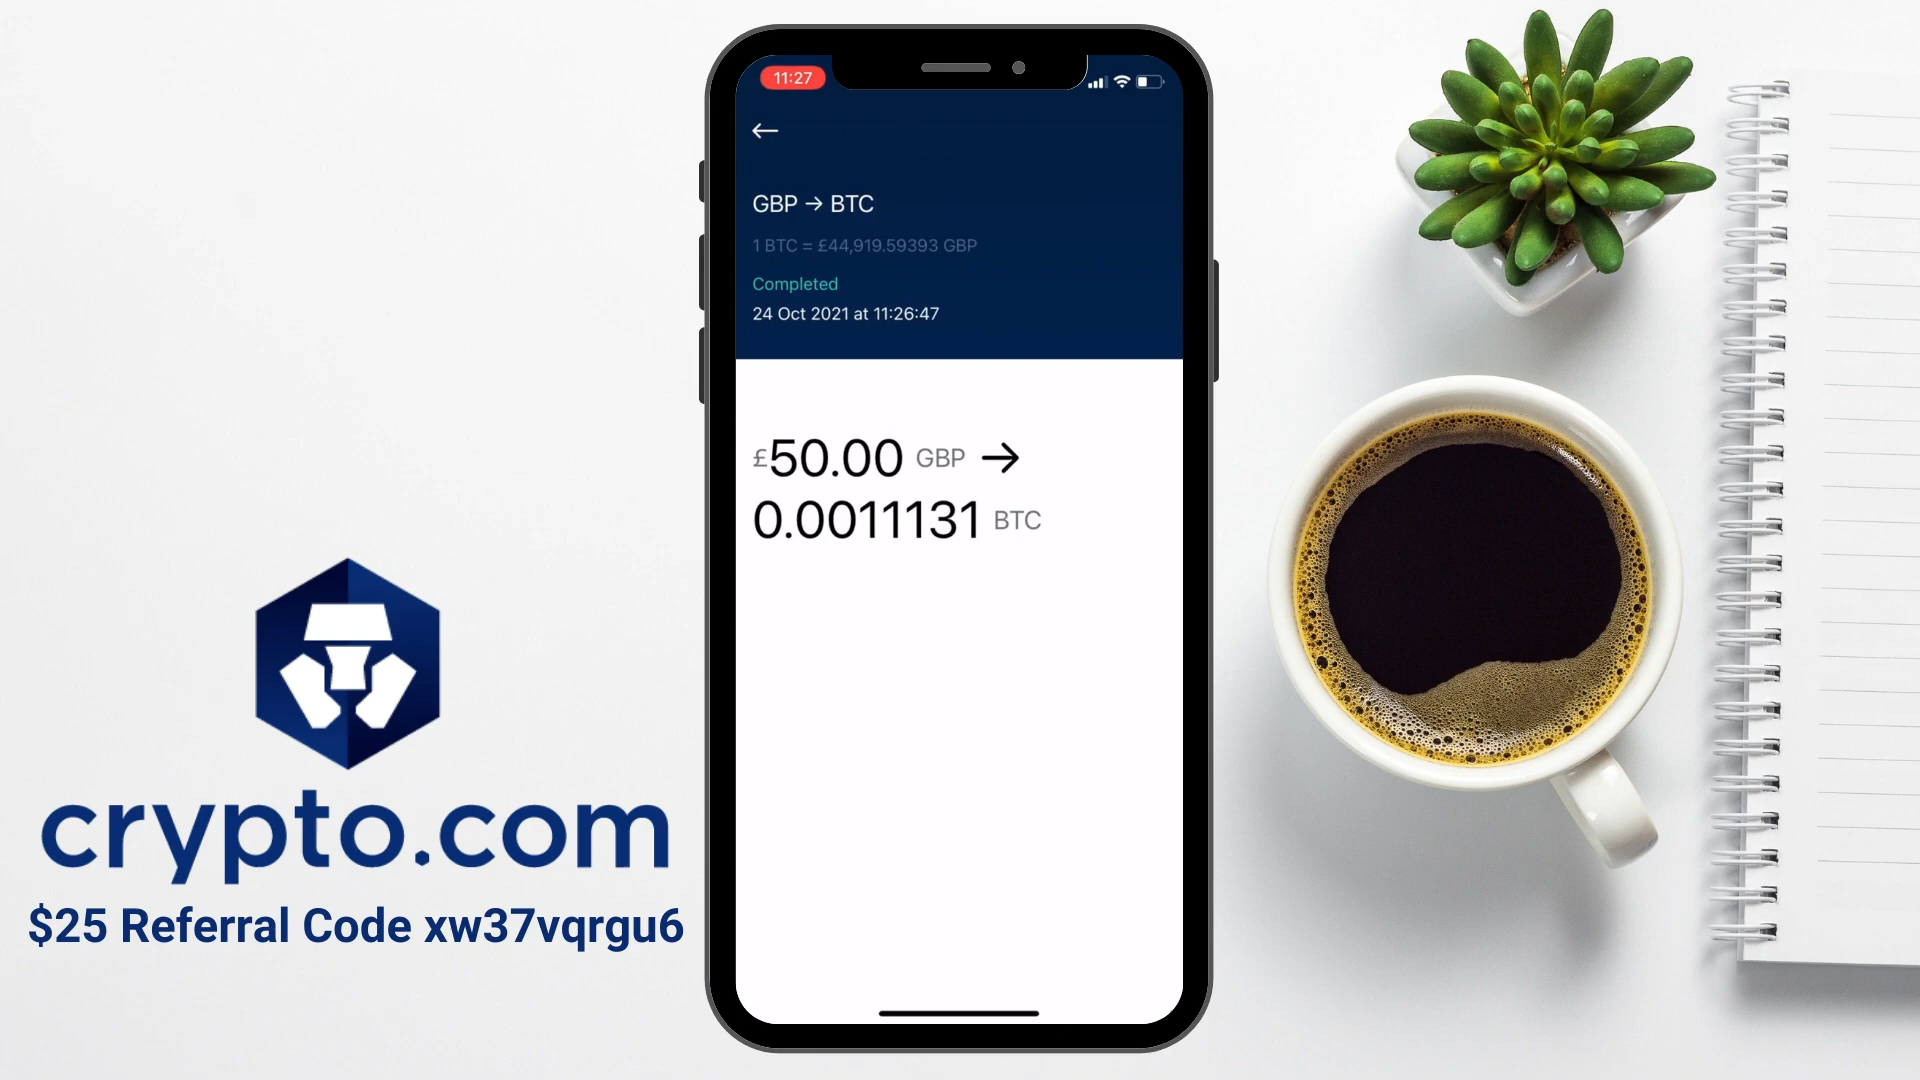 11:27
GBP → BTC
1 BTC = £44,919.59393 GBP
Completed
24 Oct 2021 at 11:26:47
£50.00 GBP →
0.0011131 BTC
crypto.com
$25 Referral Code xw37vqrgu6